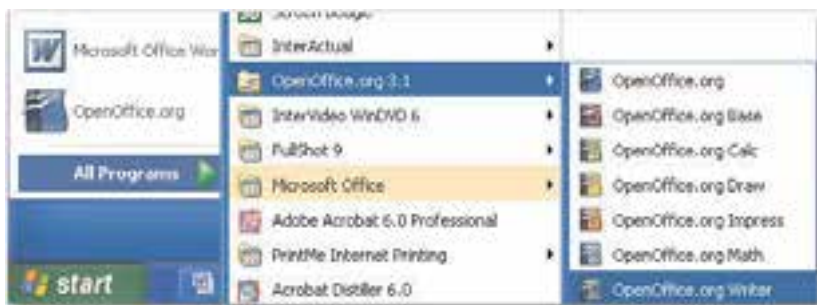 Microsoft Office Wor
OpenOffice.org
All Programs
start
InterActual
OpenOffice.org 3.1
InterVideo WinDVD 6
FullShot 9
Microsoft Office
Adobe Acrobat 6.0 Professional
PrintMe Internet Printing
Acrobat Distiller 6.0
OpenOffice.org
OpenOffice.org Base
OpenOffice.org Calc
OpenOffice.org Draw
OpenOffice.org Impress
OpenOffice.org Math
OpenOffice.org Writer